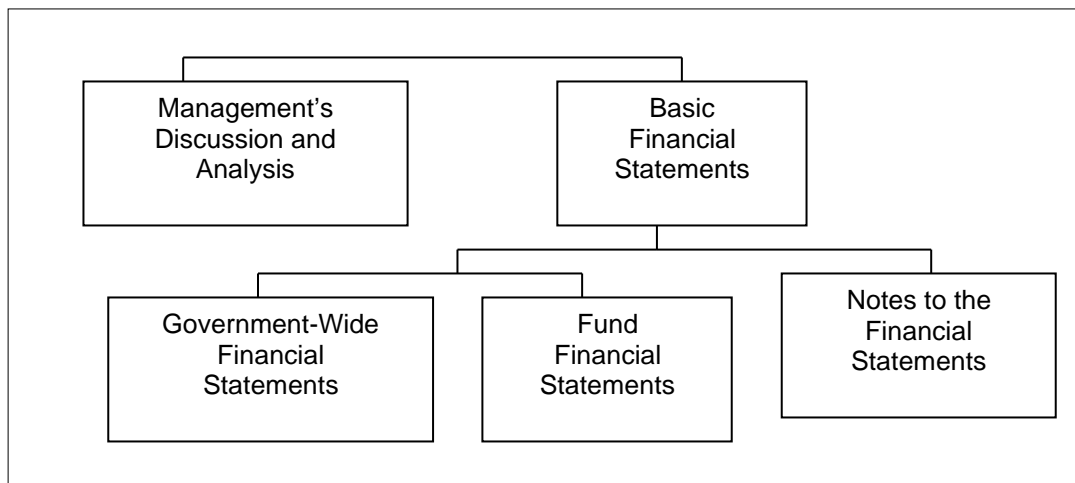 Management’s
Discussion and
Analysis
Basic
Financial
Statements
Government-Wide
Financial
Statements
Fund
Financial
Statements
Notes to the
Financial
Statements